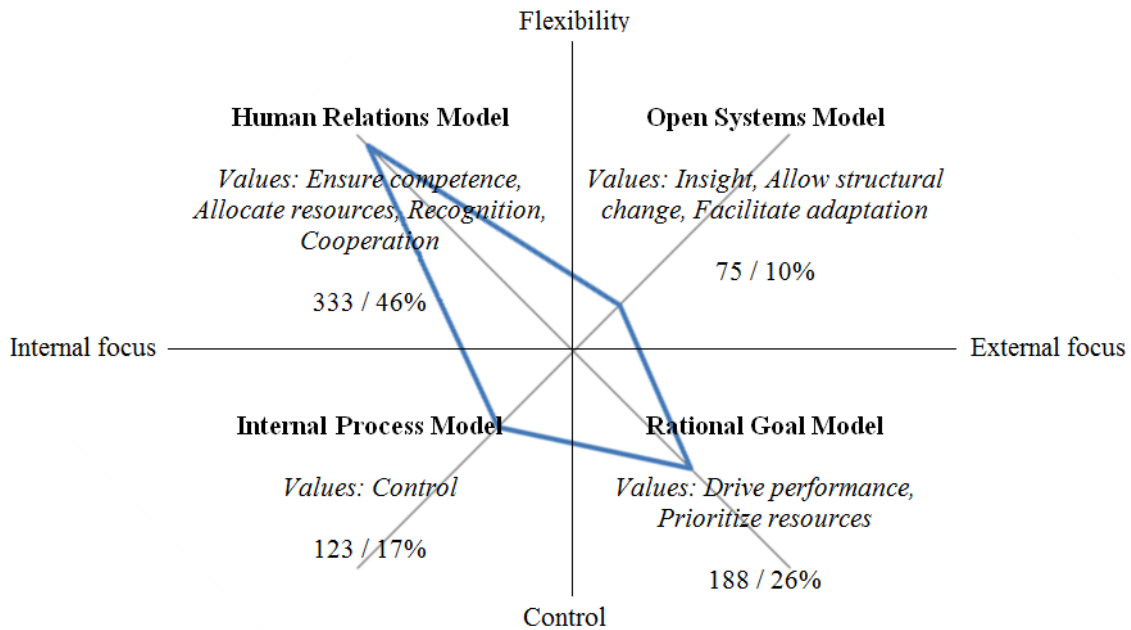 Flexibility
Human Relations Model
Values: Ensure competence,
Allocate resources, Recognition,
Cooperation
333 / 46%
Open Systems Model
Values: Insight, Allow structural
change, Facilitate adaptation
75 / 10%
Internal focus
External focus
Internal Process Model
Values: Control
123 / 17%
Rational Goal Model
Values: Drive performance,
Prioritize resources
188 / 26%
Control